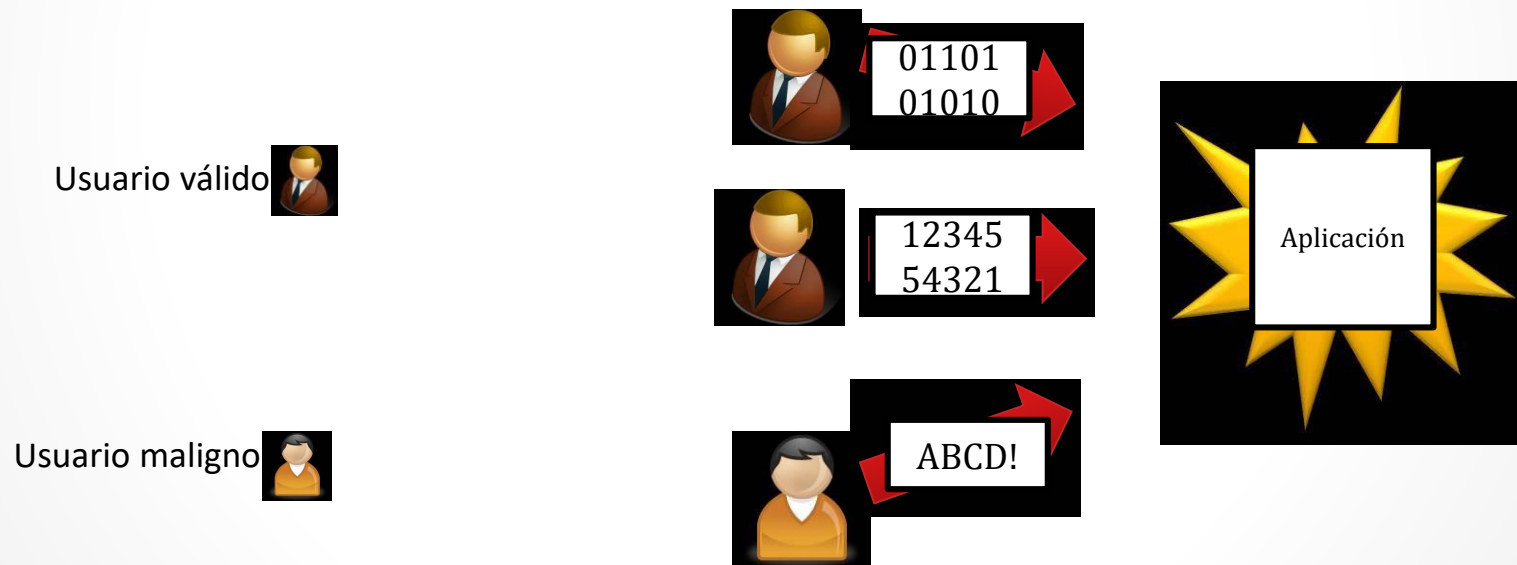 Usuario válido
Usuario maligno
01101
01010
12345
54321
ABCD!
Aplicación